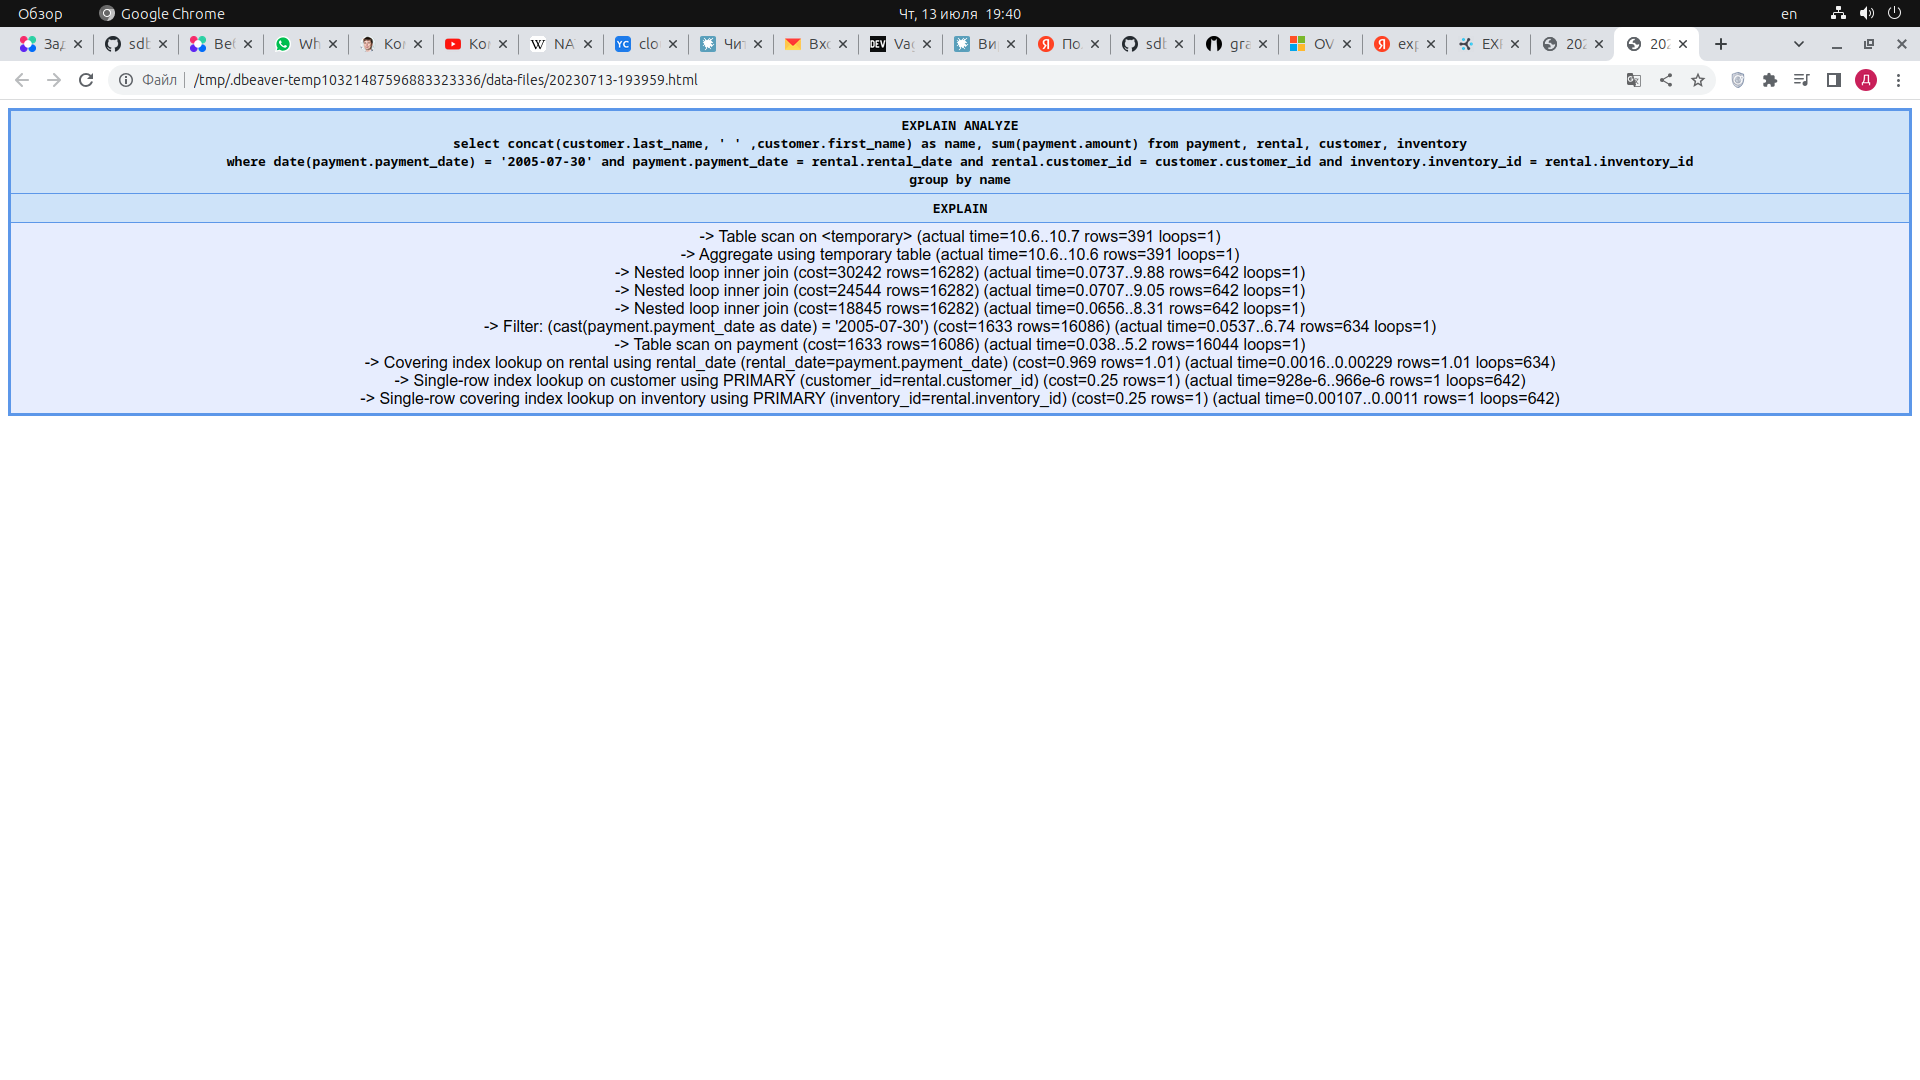 Обзор
Google Chrome
Чт, 13 июля 19:40
en
Зад
sdb
Веб
Wh
Кон
Кон
NA
clo
Чит
Вхо
Vag
Вир
По
sdb
gra
OV
exp
EXP
202
202
Файл
/tmp/.dbeaver-temp10321487596883323336/data-files/20230713-193959.html
Д
EXPLAIN ANALYZE
select concat(customer.last_name, ' ' ,customer.first_name) as name, sum(payment.amount) from payment, rental, customer, inventory
where date(payment.payment_date) = '2005-07-30' and payment.payment_date = rental.rental_date and rental.customer_id = customer.customer_id and inventory.inventory_id = rental.inventory_id
group by name
EXPLAIN
-> Table scan on <temporary> (actual time=10.6..10.7 rows=391 loops=1)
-> Aggregate using temporary table (actual time=10.6..10.6 rows=391 loops=1)
-> Nested loop inner join (cost=30242 rows=16282) (actual time=0.0737..9.88 rows=642 loops=1)
-> Nested loop inner join (cost=24544 rows=16282) (actual time=0.0707..9.05 rows=642 loops=1)
-> Nested loop inner join (cost=18845 rows=16282) (actual time=0.0656..8.31 rows=642 loops=1)
-> Filter: (cast(payment.payment_date as date) = '2005-07-30') (cost=1633 rows=16086) (actual time=0.0537..6.74 rows=634 loops=1)
-> Table scan on payment (cost=1633 rows=16086) (actual time=0.038..5.2 rows=16044 loops=1)
-> Covering index lookup on rental using rental_date (rental_date=payment.payment_date) (cost=0.969 rows=1.01) (actual time=0.0016..0.00229 rows=1.01 loops=634)
-> Single-row index lookup on customer using PRIMARY (customer_id=rental.customer_id) (cost=0.25 rows=1) (actual time=928e-6..966e-6 rows=1 loops=642)
-> Single-row covering index lookup on inventory using PRIMARY (inventory_id=rental.inventory_id) (cost=0.25 rows=1) (actual time=0.00107..0.0011 rows=1 loops=642)